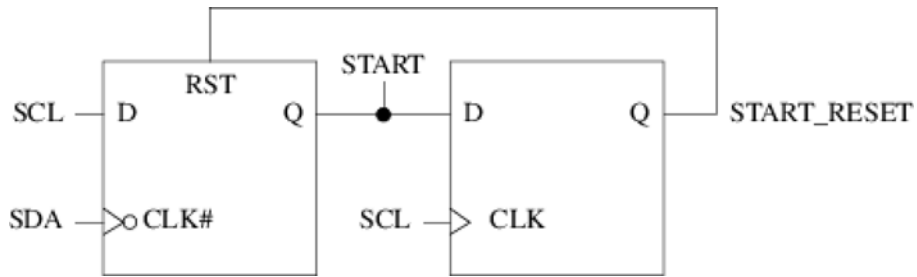 RST
START
SCL
D
Q
D
Q
START_RESET
SDA
CLK#
SCL
CLK